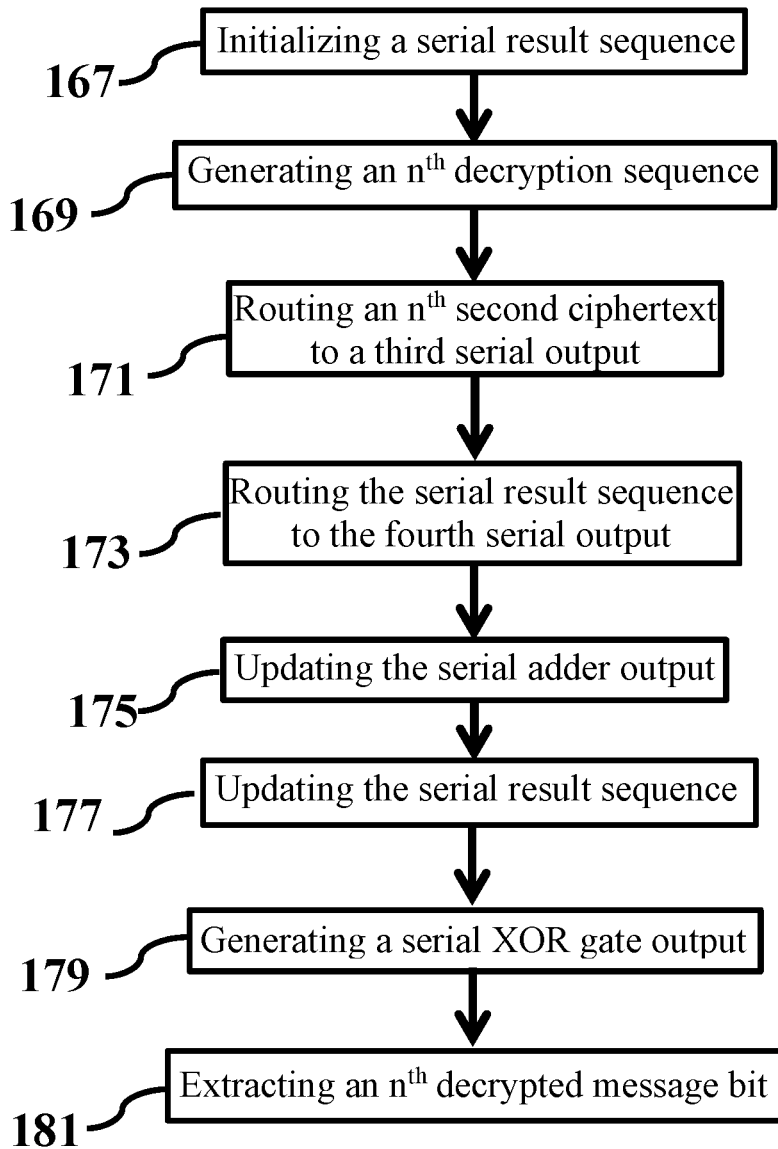 Initializing a serial result sequence
167
Generating an nth decryption sequence
169
Routing an nth second ciphertext
to a third serial output
171
Routing the serial result sequence
to the fourth serial output
173
Updating the serial adder output
175
Updating the serial result sequence
177
Generating a serial XOR gate output
179
Extracting an nth decrypted message bit
181